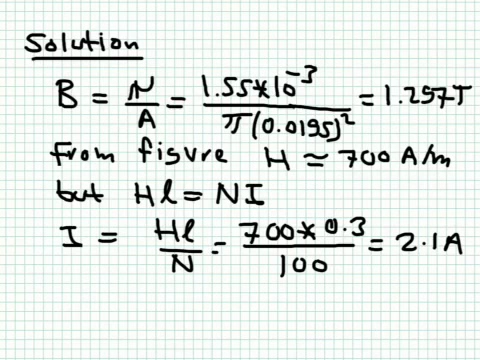 Solution
B = N/A = 1.55*10^-3 / π(0.0195)^2 = 1.297T
From figure H ≃ 700 A/m
but Hl = NI
I = Hl/N = 700*0.3 / 100 = 2.1A